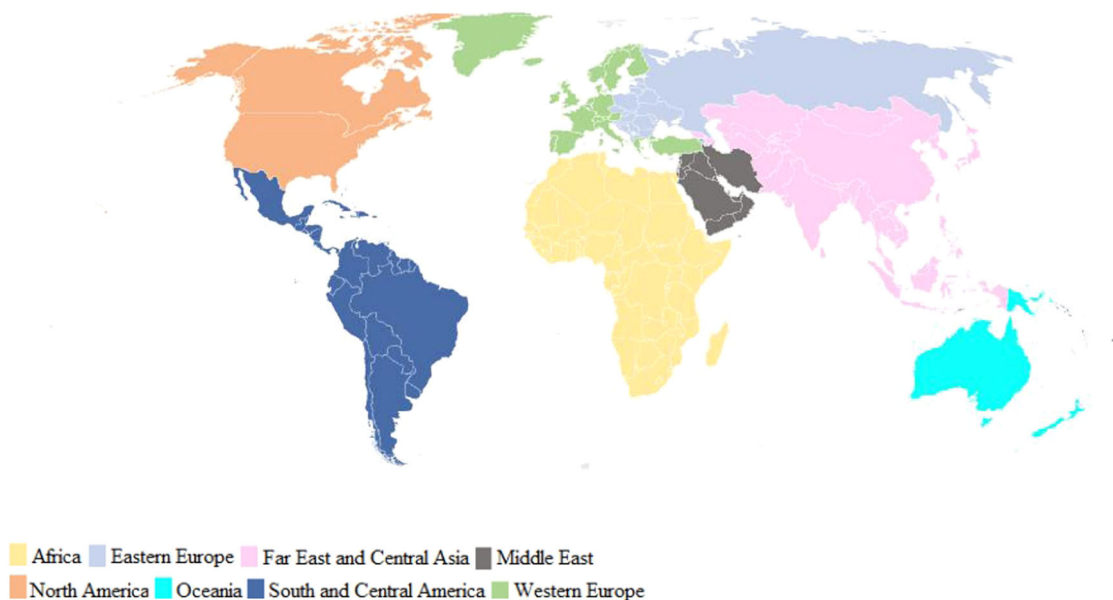 Africa Eastern Europe Far East and Central Asia Middle East
North America Oceania South and Central America Western Europe